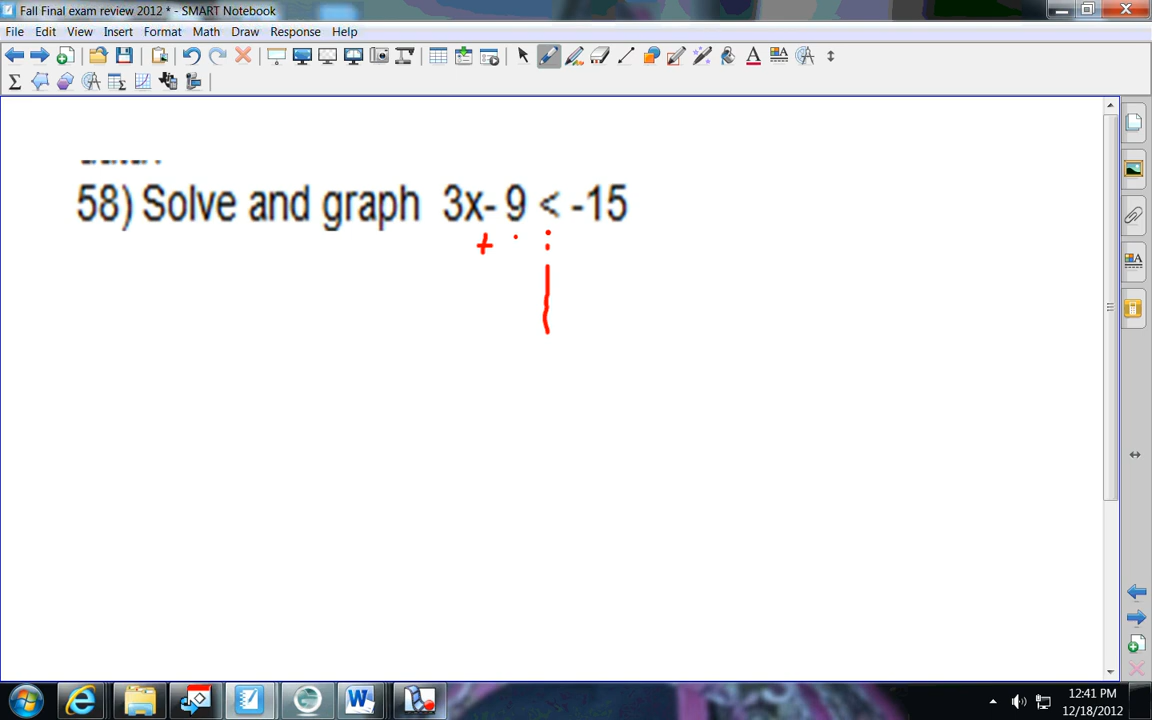 Fall Final exam review 2012 * - SMART Notebook
File Edit View Insert Format Math Draw Response Help
58) Solve and graph 3x- 9 < -15
+
12:41 PM
12/18/2012